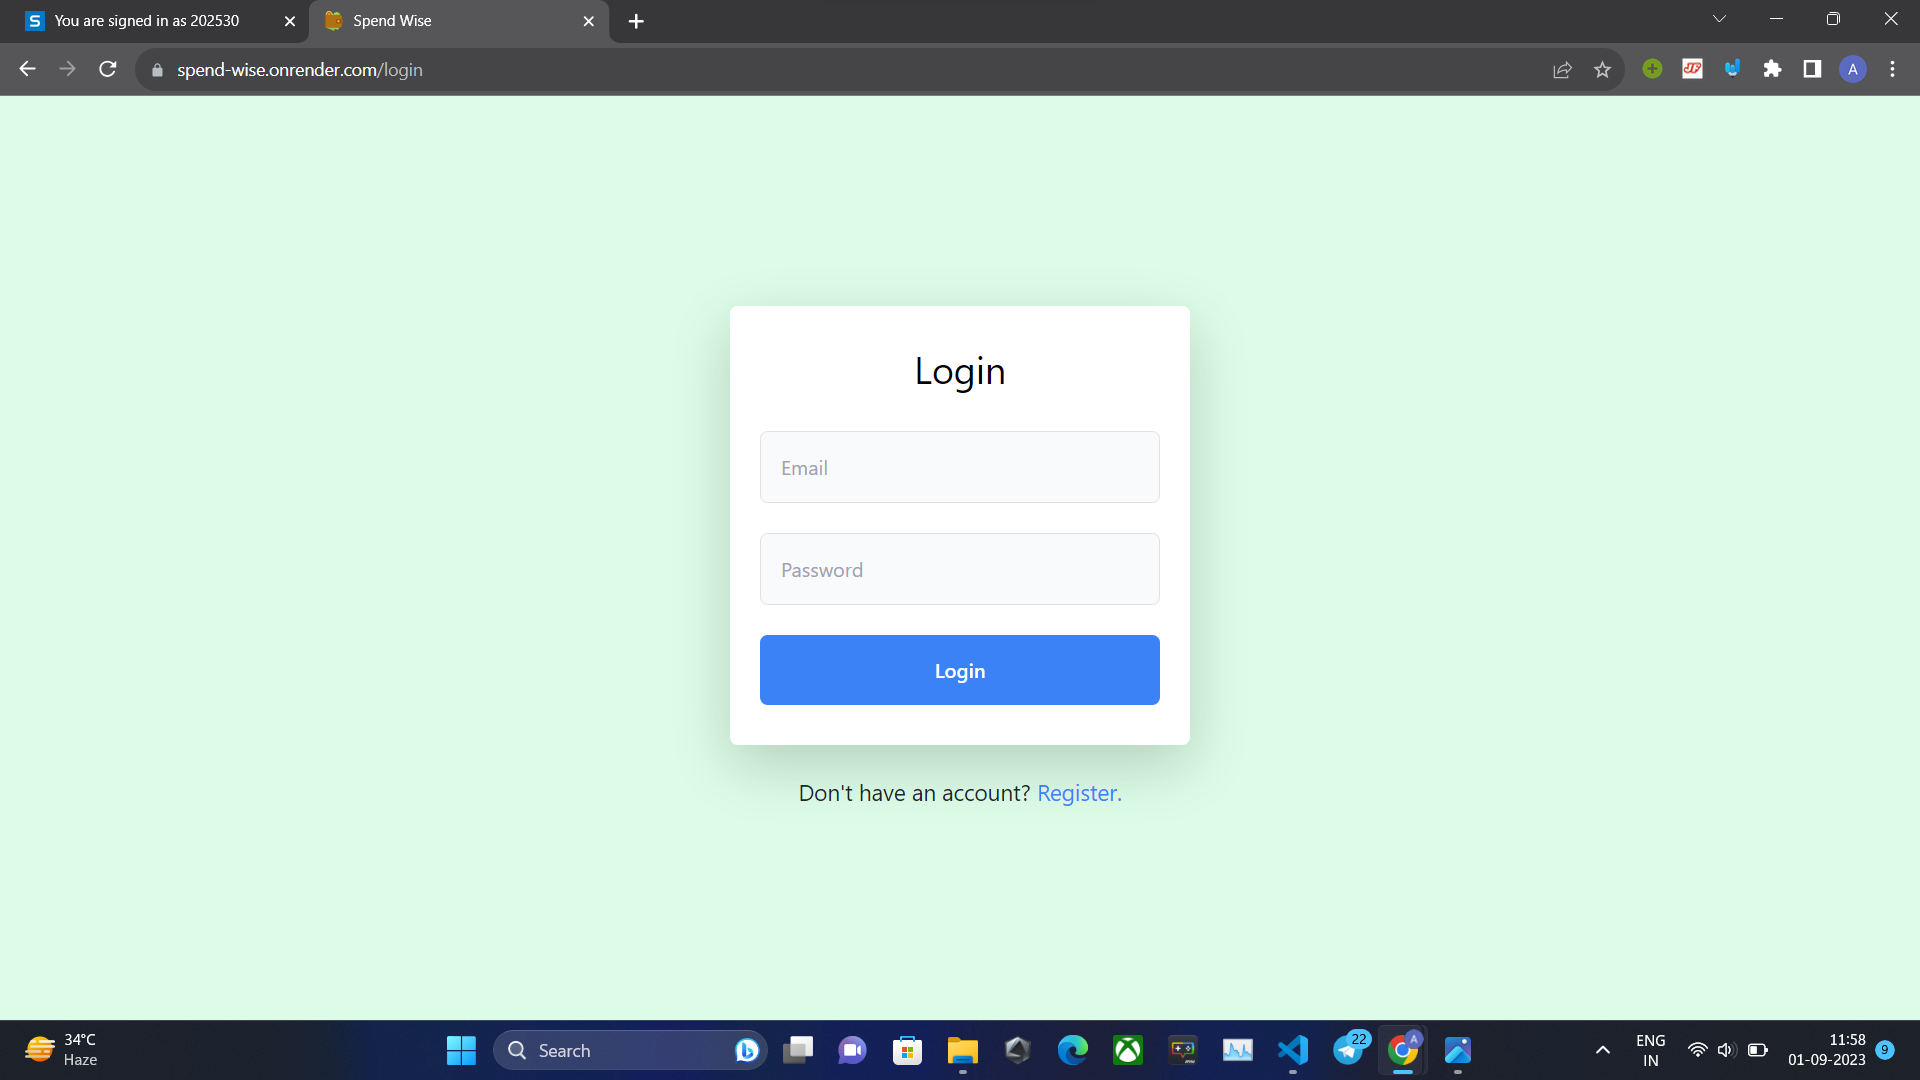 You are signed in as 202530
Spend Wise
spend-wise.onrender.com/login
A
Login
Email
Password
Login
Don't have an account? Register.
34°C
Haze
Search
22
A
ENG
IN
11:58
01-09-2023
9